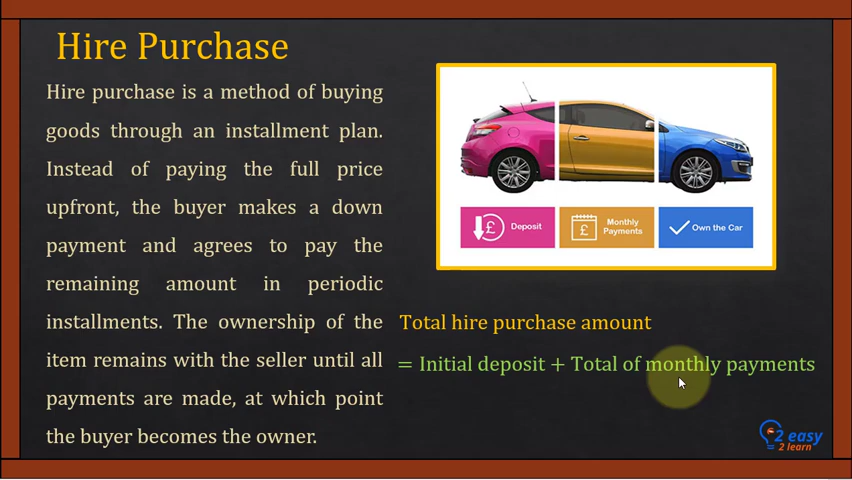 Hire Purchase
Hire purchase is a method of buying
goods through an installment plan.
Instead of paying the full price
upfront, the buyer makes a down
payment and agrees to pay the
remaining amount in periodic
installments. The ownership of the
item remains with the seller until all
payments are made, at which point
the buyer becomes the owner.
£ Deposit
£ Monthly
Payments
Own the Car
Total hire purchase amount
= Initial deposit + Total of monthly payments
2 easy
2 learn